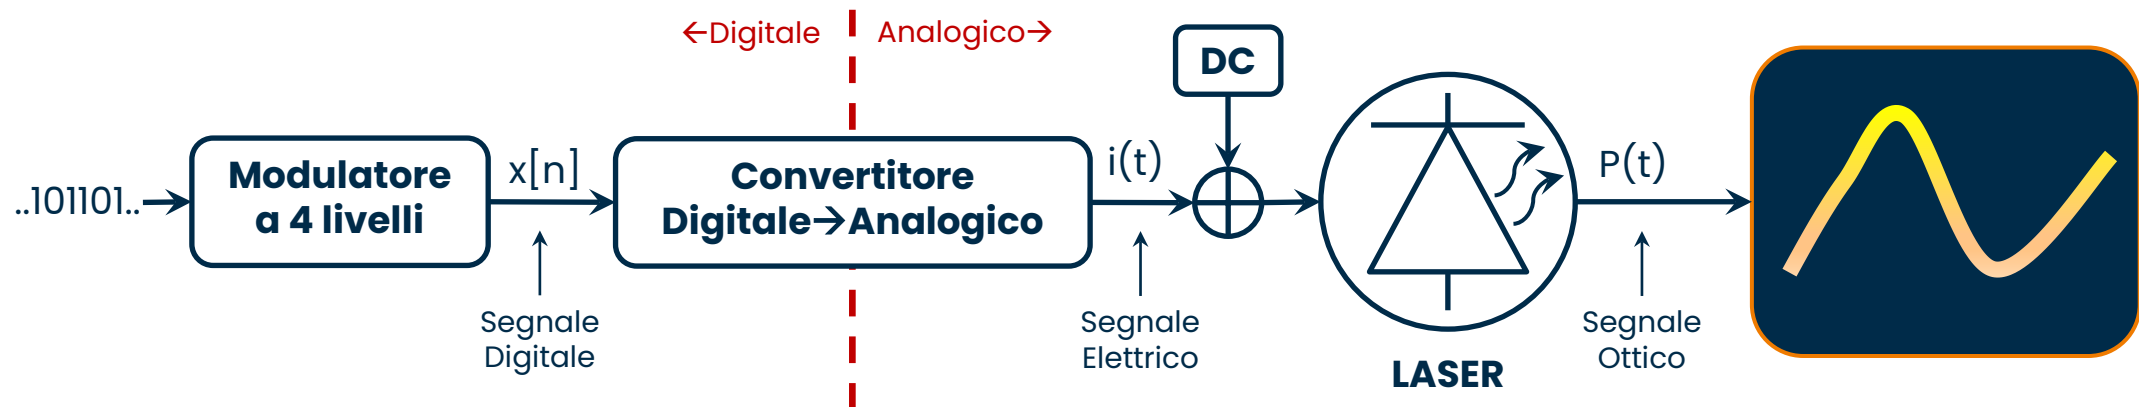 ←Digitale
Analogico→
DC
..101101..
Modulatore
a 4 livelli
x[n]
Convertitore
Digitale→Analogico
i(t)
P(t)
Segnale
Digitale
Segnale
Elettrico
LASER
Segnale
Ottico